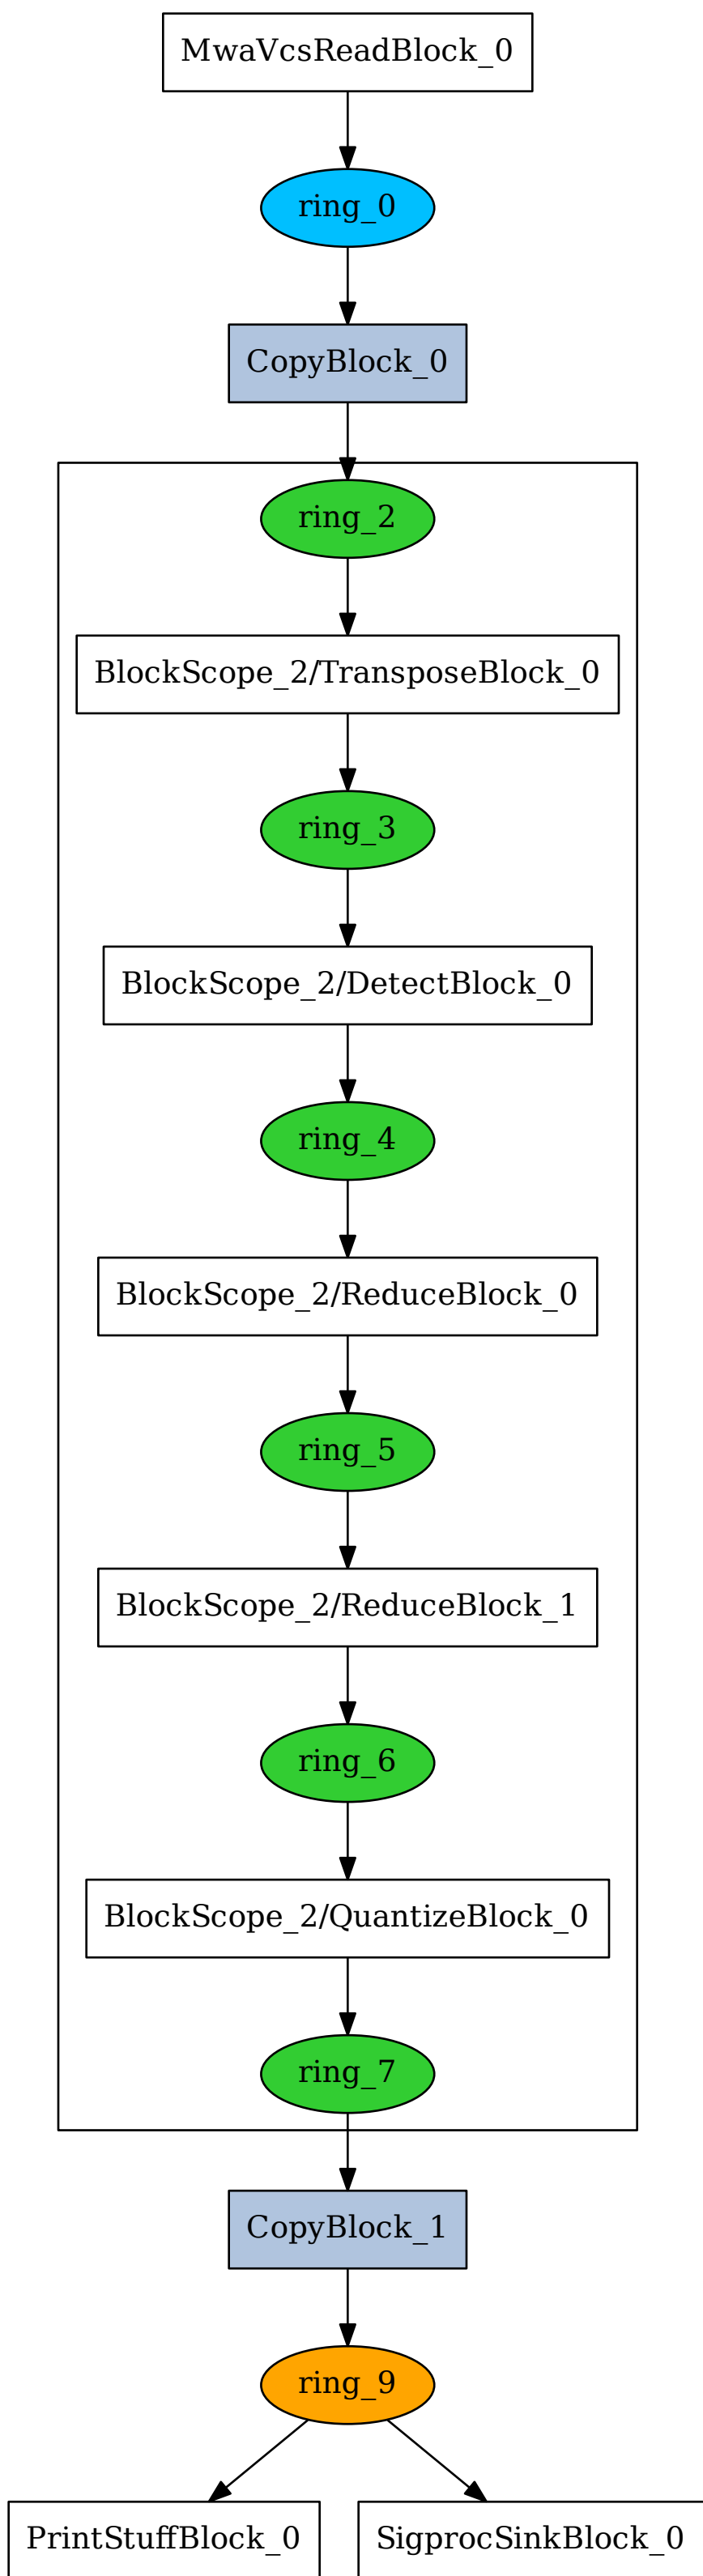 MwaVcsReadBlock_0
ring_0
CopyBlock_0
ring_2
BlockScope_2/TransposeBlock_0
ring_3
BlockScope_2/DetectBlock_0
ring_4
BlockScope_2/ReduceBlock_0
ring_5
BlockScope_2/ReduceBlock_1
ring_6
BlockScope_2/QuantizeBlock_0
ring_7
CopyBlock_1
ring_9
PrintStuffBlock_0
SigprocSinkBlock_0